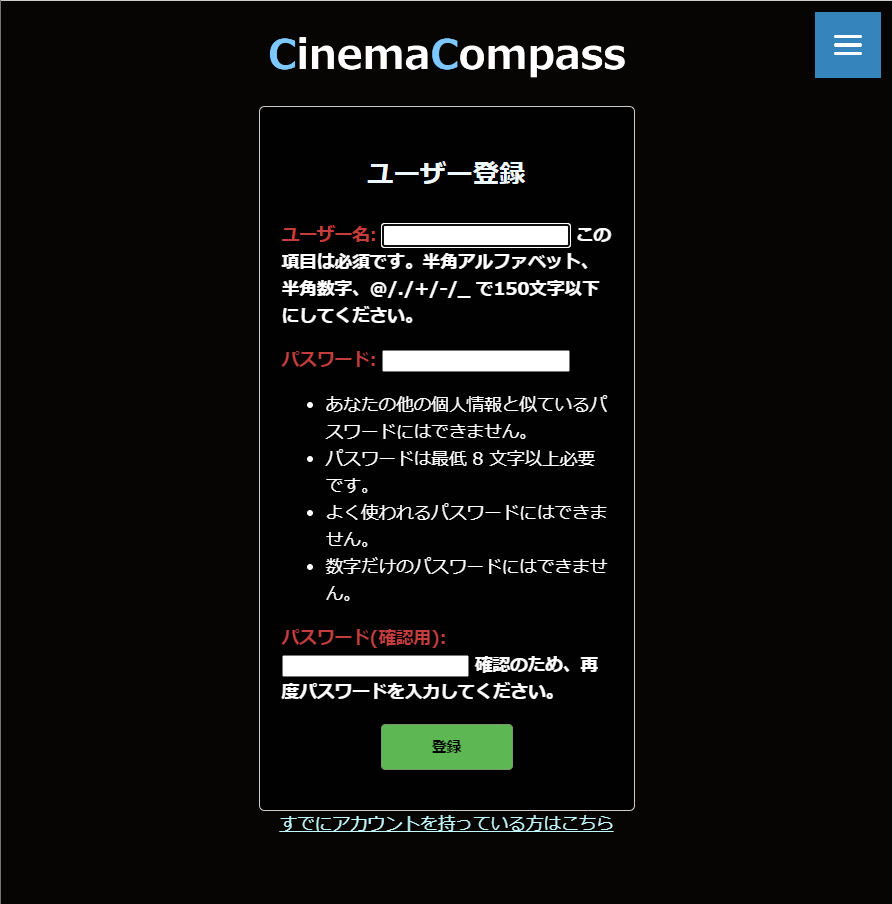 CinemaCompass
ユーザー登録
ユーザー名: この
項目は必須です。半角アルファベット、
半角数字、@/./+/-/_ で150文字以下
にしてください。
パスワード:
• あなたの他の個人情報と似ているパ
スワードにはできません。
• パスワードは最低 8 文字以上必要
です。
• よく使われるパスワードにはできま
せん。
• 数字だけのパスワードにはできませ
ん。
パスワード(確認用):
確認のため、再
度パスワードを入力してください。
登録
すでにアカウントを持っている方はこちら